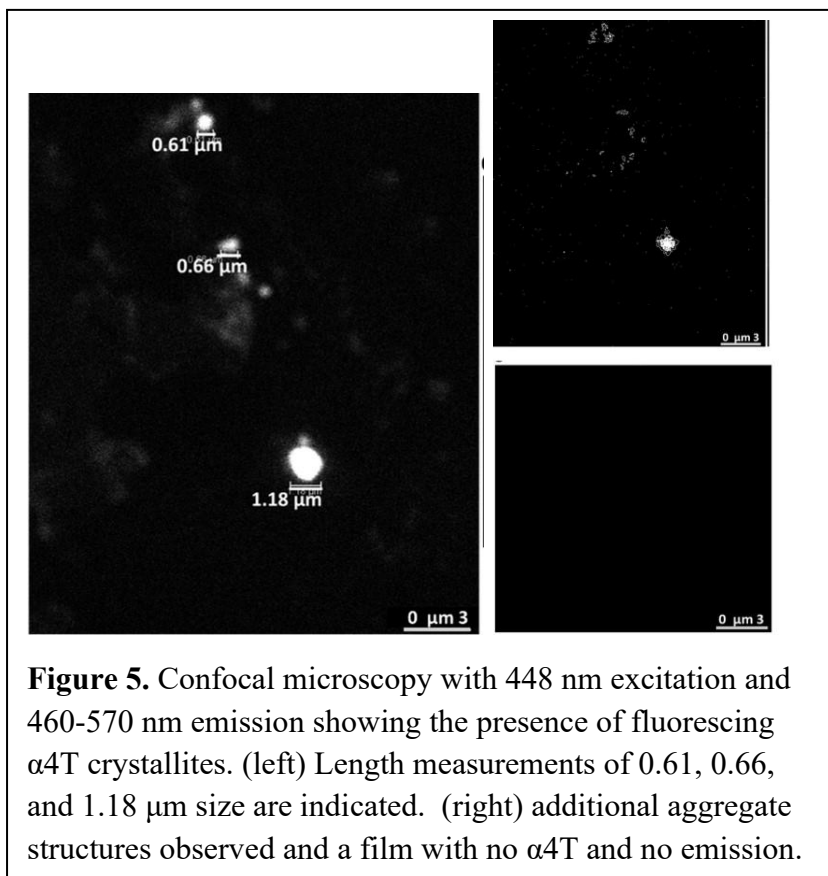 0.61 μm
0.66 μm
1.18 μm
0 μm 3
0 μm 3
0 μm 3
Figure 5. Confocal microscopy with 448 nm excitation and
460-570 nm emission showing the presence of fluorescing
α4T crystallites. (left) Length measurements of 0.61, 0.66,
and 1.18 μm size are indicated.  (right) additional aggregate
structures observed and a film with no α4T and no emission.